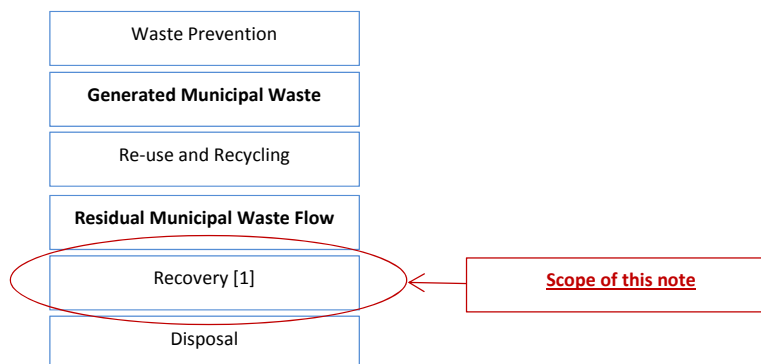 Waste Prevention
Generated Municipal Waste
Re-use and Recycling
Residual Municipal Waste Flow
Recovery [1]
Scope of this note
Disposal